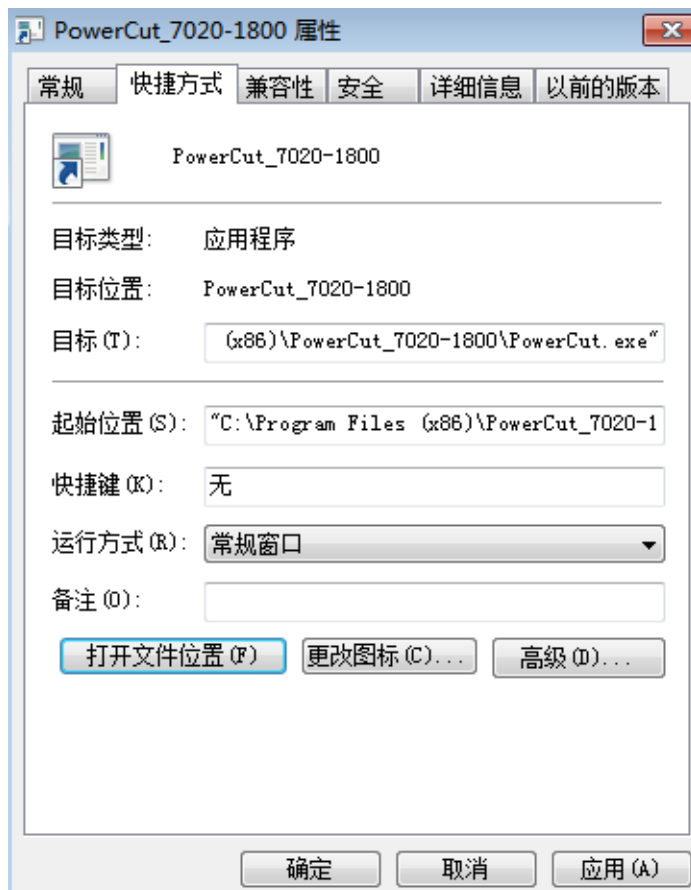 PowerCut_7020-1800 属性
常规 快捷方式 兼容性 安全 详细信息 以前的版本
PowerCut_7020-1800
目标类型: 应用程序
目标位置: PowerCut_7020-1800
目标(T): (x86)\PowerCut_7020-1800\PowerCut.exe"
起始位置(S): "C:\Program Files (x86)\PowerCut_7020-1
快捷键(K): 无
运行方式(R): 常规窗口
备注(O):
打开文件位置(F) 更改图标(C)... 高级(D)...
确定 取消 应用(A)